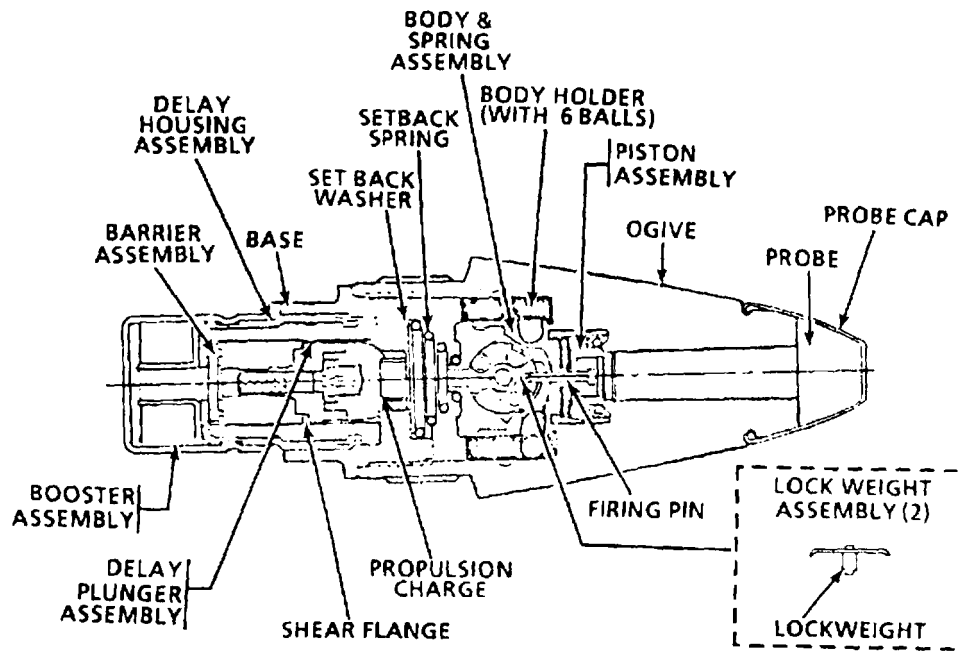 BODY &
SPRING
ASSEMBLY
BODY HOLDER
(WITH 6 BALLS)
DELAY
HOUSING
ASSEMBLY
SETBACK
SPRING
PISTON
ASSEMBLY
SET BACK
WASHER
PROBE CAP
OGIVE
BARRIER
ASSEMBLY
BASE
PROBE
BOOSTER
ASSEMBLY
FIRING PIN
LOCK WEIGHT
ASSEMBLY (2)
DELAY
PLUNGER
ASSEMBLY
PROPULSION
CHARGE
SHEAR FLANGE
LOCKWEIGHT